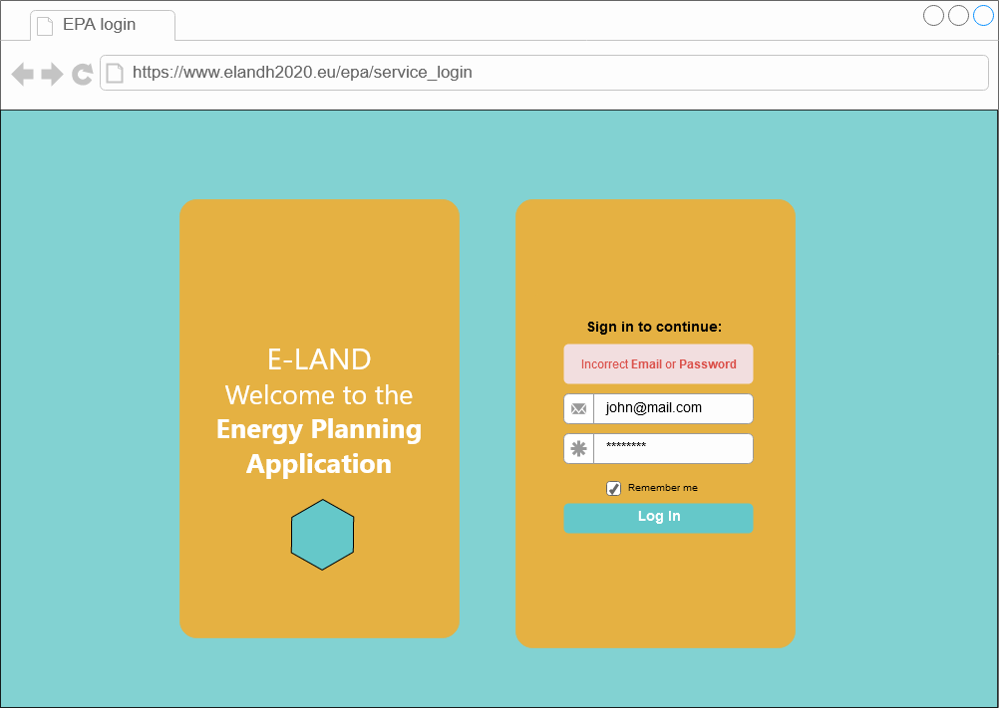 EPA login
https://www.elandh2020.eu/epa/service_login
E-LAND
Welcome to the
Energy Planning
Application
Sign in to continue:
Incorrect Email or Password
john@mail.com
********
Remember me
Log In